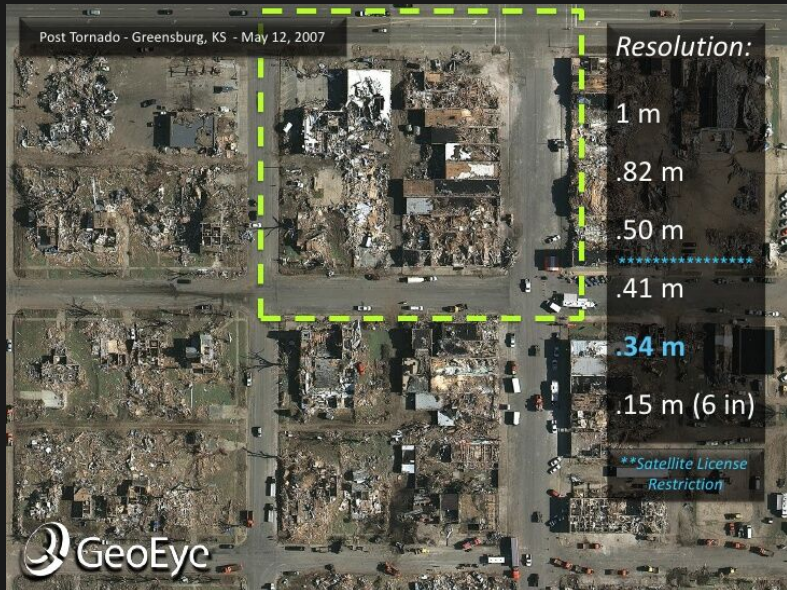 Post Tornado - Greensburg, KS - May 12, 2007
Resolution:
1 m
.82 m
.50 m
****************
.41 m
.34 m
.15 m (6 in)
**Satellite License
Restriction
GeoEye